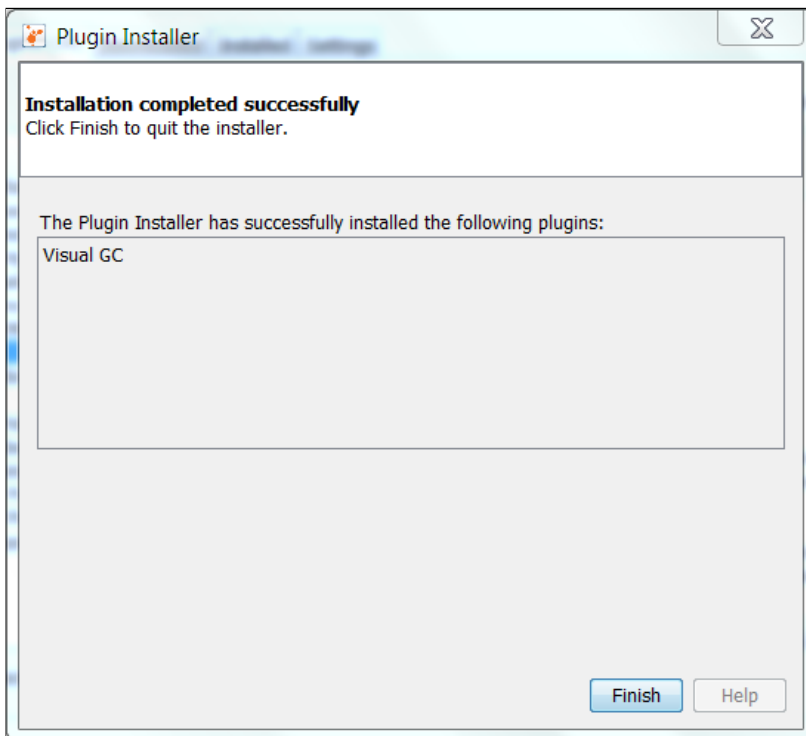 Plugin Installer
Installation completed successfully
Click Finish to quit the installer.
The Plugin Installer has successfully installed the following plugins:
Visual GC
Finish
Help